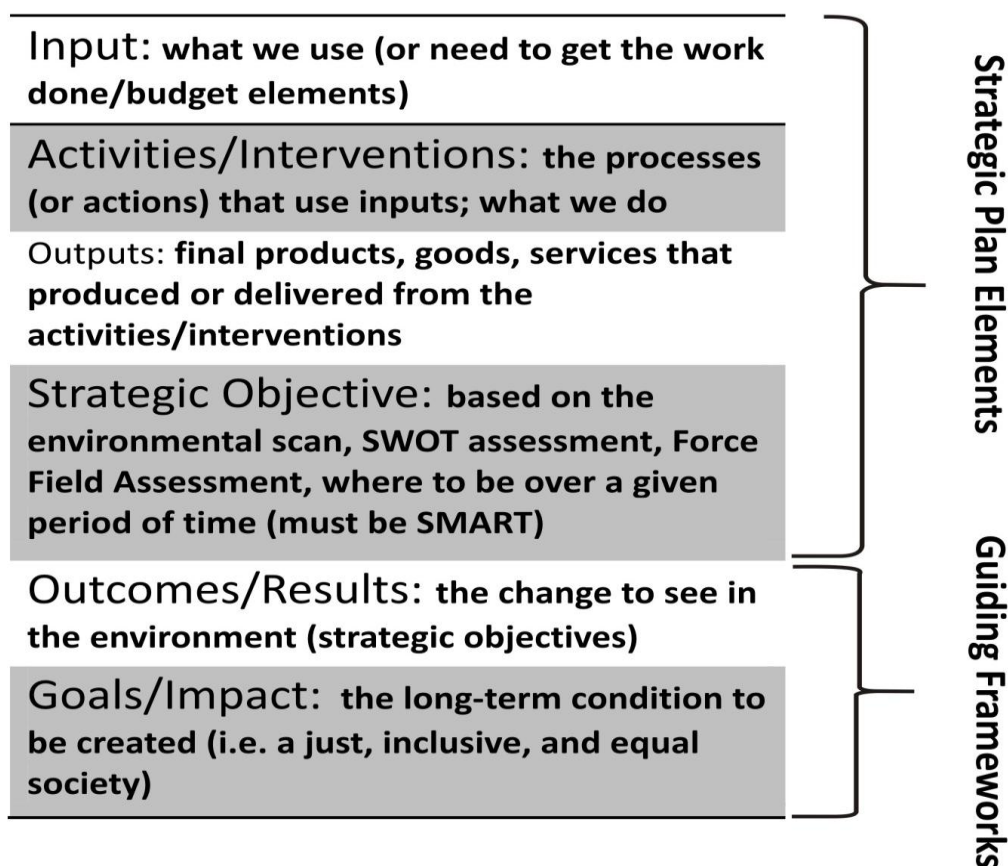 Input: what we use (or need to get the work
done/budget elements)
Activities/Interventions: the processes
(or actions) that use inputs; what we do
Outputs: final products, goods, services that
produced or delivered from the
activities/interventions
Strategic Objective: based on the
environmental scan, SWOT assessment, Force
Field Assessment, where to be over a given
period of time (must be SMART)
Outcomes/Results: the change to see in
the environment (strategic objectives)
Goals/Impact: the long-term condition to
be created (i.e. a just, inclusive, and equal
society)
Strategic Plan Elements
Guiding Frameworks